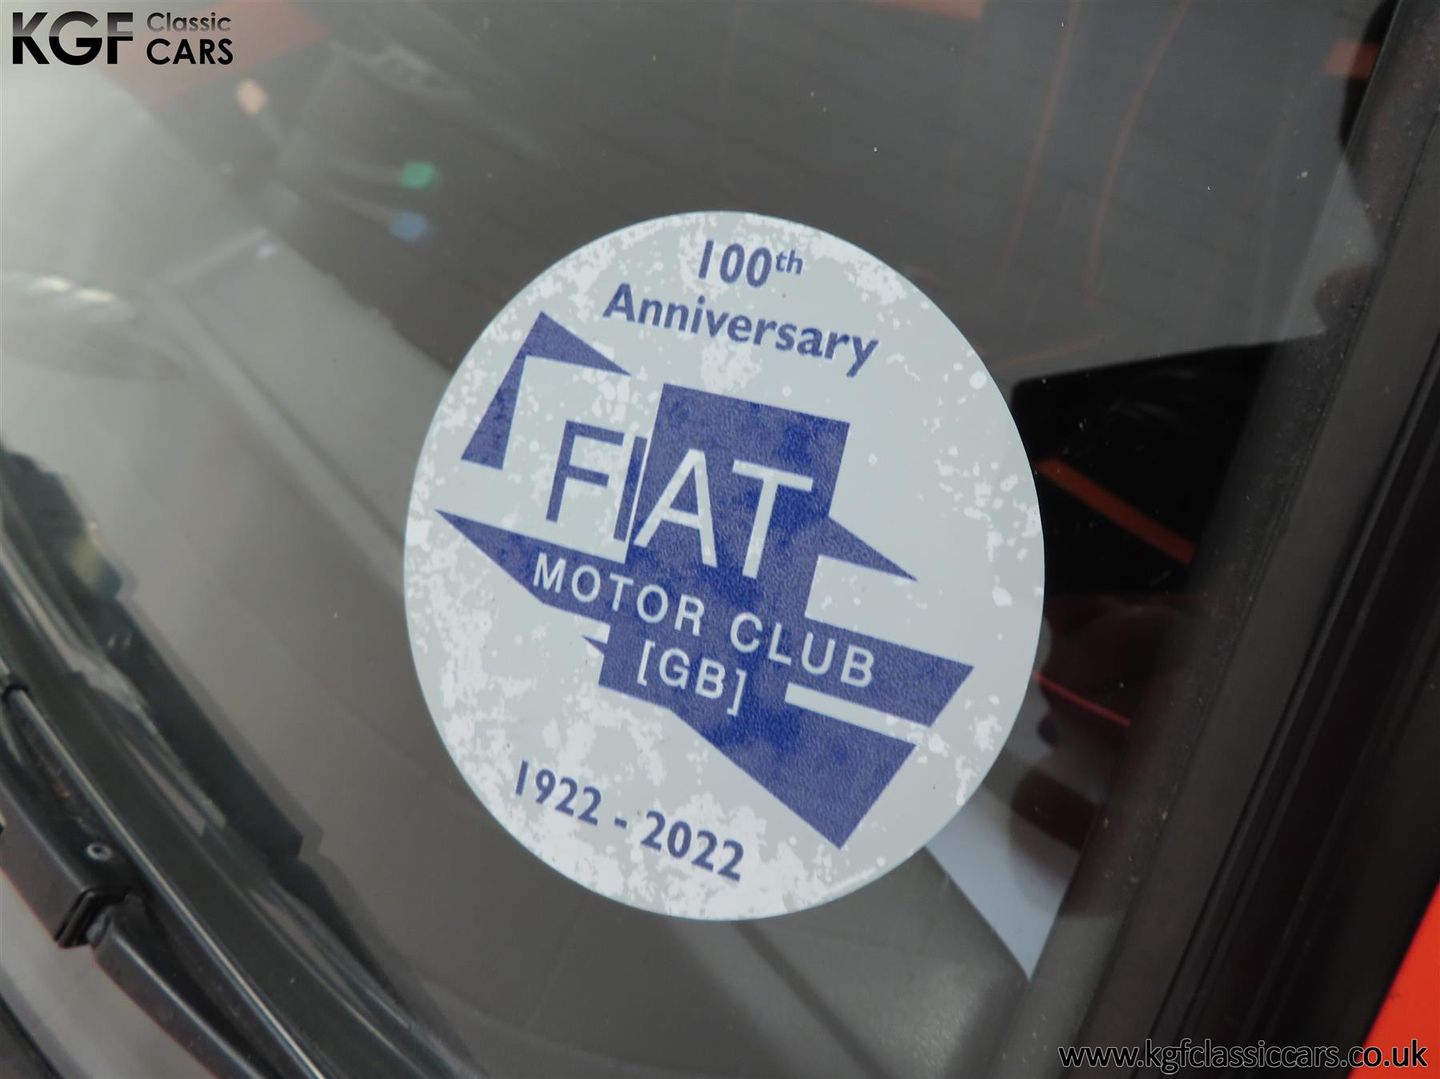 KGF Classic CARS
100th
Anniversary
FIAT
MOTOR CLUB
[GB]
1922 - 2022
www.kgfclassiccars.co.uk